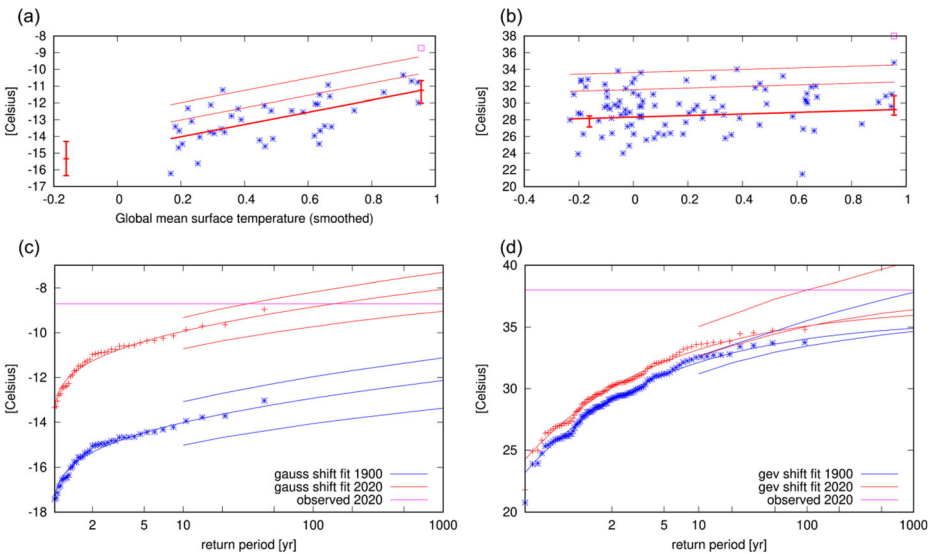 (a)
(b)
[Celsius]
-8
-9
-10
-11
-12
-13
-14
-15
-16
-17
-0.2 0 0.2 0.4 0.6 0.8 1
Global mean surface temperature (smoothed)
[Celsius]
38
36
34
32
30
28
26
24
22
20
-0.4 -0.2 0 0.2 0.4 0.6 0.8 1
(c)
(d)
[Celsius]
-8
-10
-12
-14
-16
-18
gauss shift fit 1900
gauss shift fit 2020
observed 2020
2 5 10 100 1000
return period [yr]
[Celsius]
40
35
30
25
20
gev shift fit 1900
gev shift fit 2020
observed 2020
2 5 10 100 1000
return period [yr]